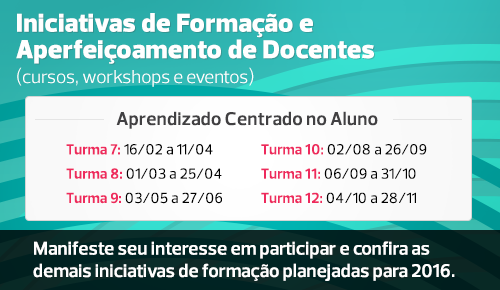 Iniciativas de Formação e
Aperfeiçoamento de Docentes
(cursos, workshops e eventos)
Aprendizado Centrado no Aluno
Turma 7: 16/02 a 11/04
Turma 8: 01/03 a 25/04
Turma 9: 03/05 a 27/06
Turma 10: 02/08 a 26/09
Turma 11: 06/09 a 31/10
Turma 12: 04/10 a 28/11
Manifeste seu interesse em participar e confira as
demais iniciativas de formação planejadas para 2016.